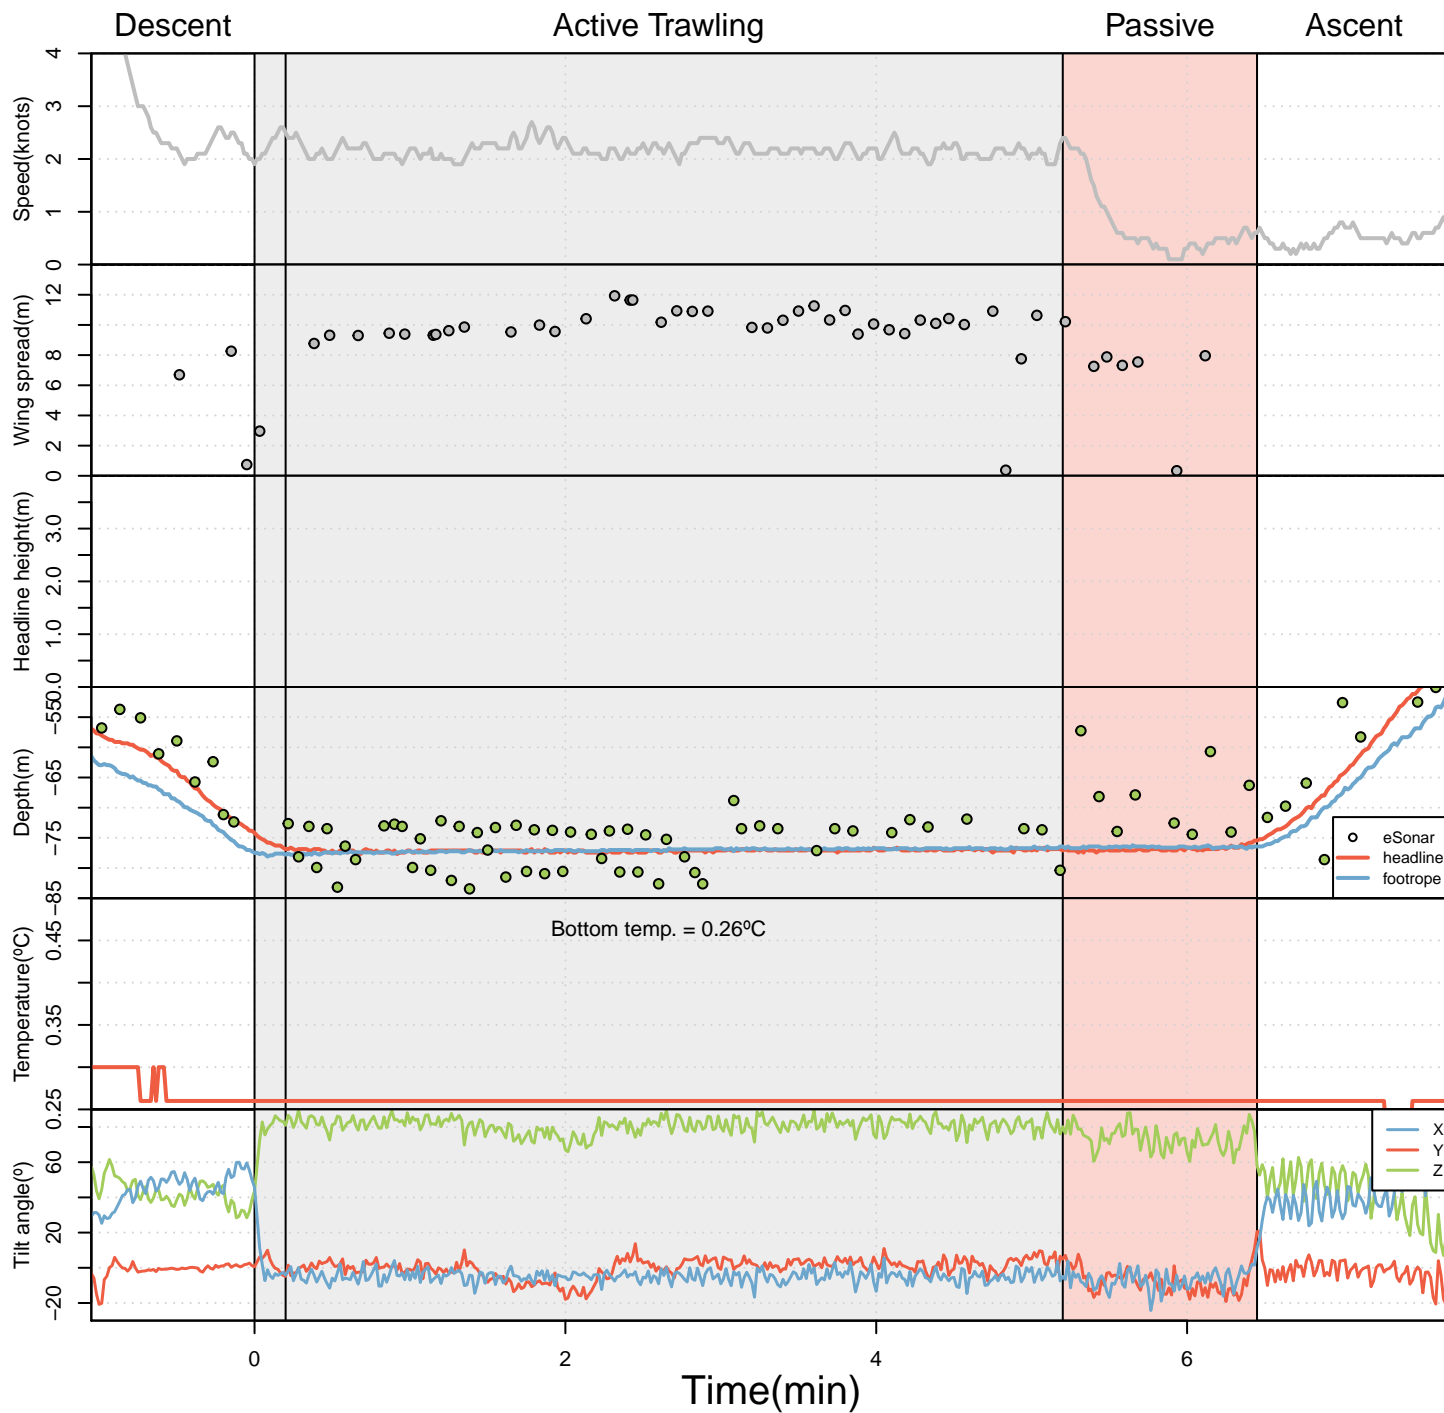 Descent Active Trawling Passive Ascent
Speed(knots)
4
3
2
1
0
Wing spread(m)
12
8
6
4
2
0
Headline height(m)
3.0
2.0
1.0
0.0
Depth(m)
-55
-65
-75
-85
eSonar
headline
footrope
Temperature(ºC)
0.45
0.35
0.25
Bottom temp. = 0.26ºC
Tilt angle(º)
60
20
-20
X
Y
Z
0 2 4 6
Time(min)